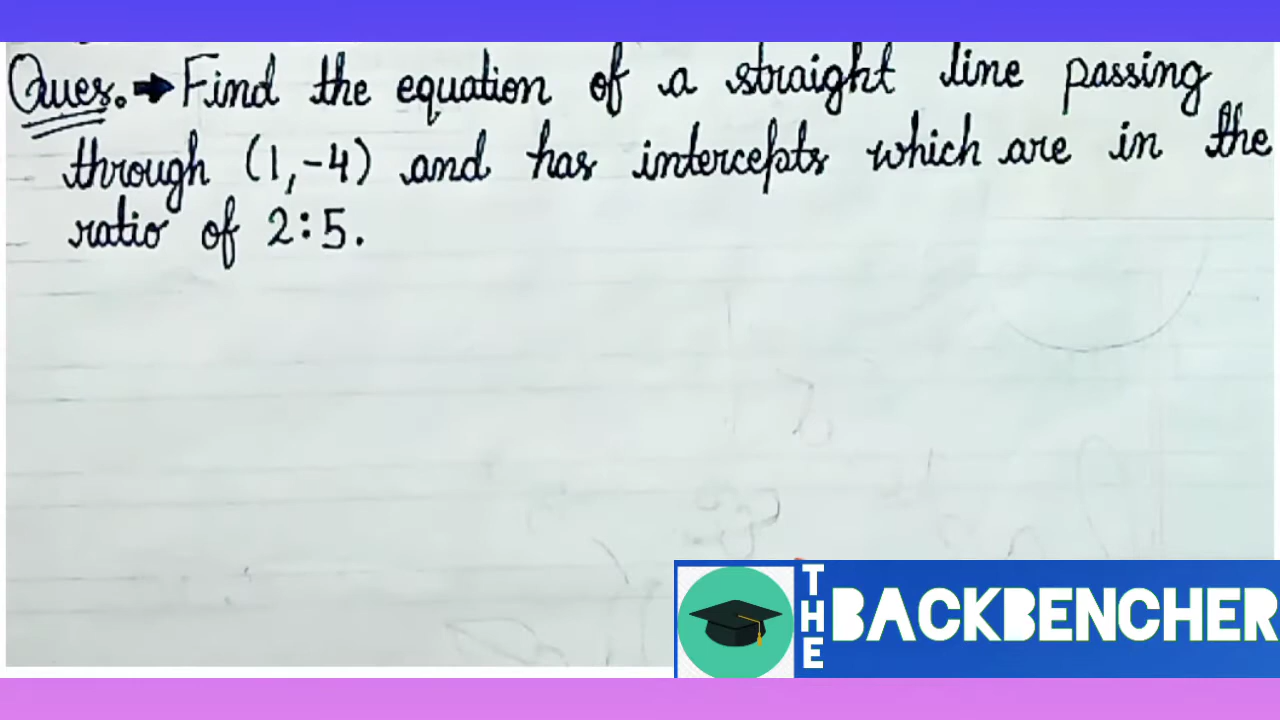 Ques. → Find the equation of a straight line passing
through (1,-4) and has intercepts which are in the
ratio of 2:5.
THE BACKBENCHER